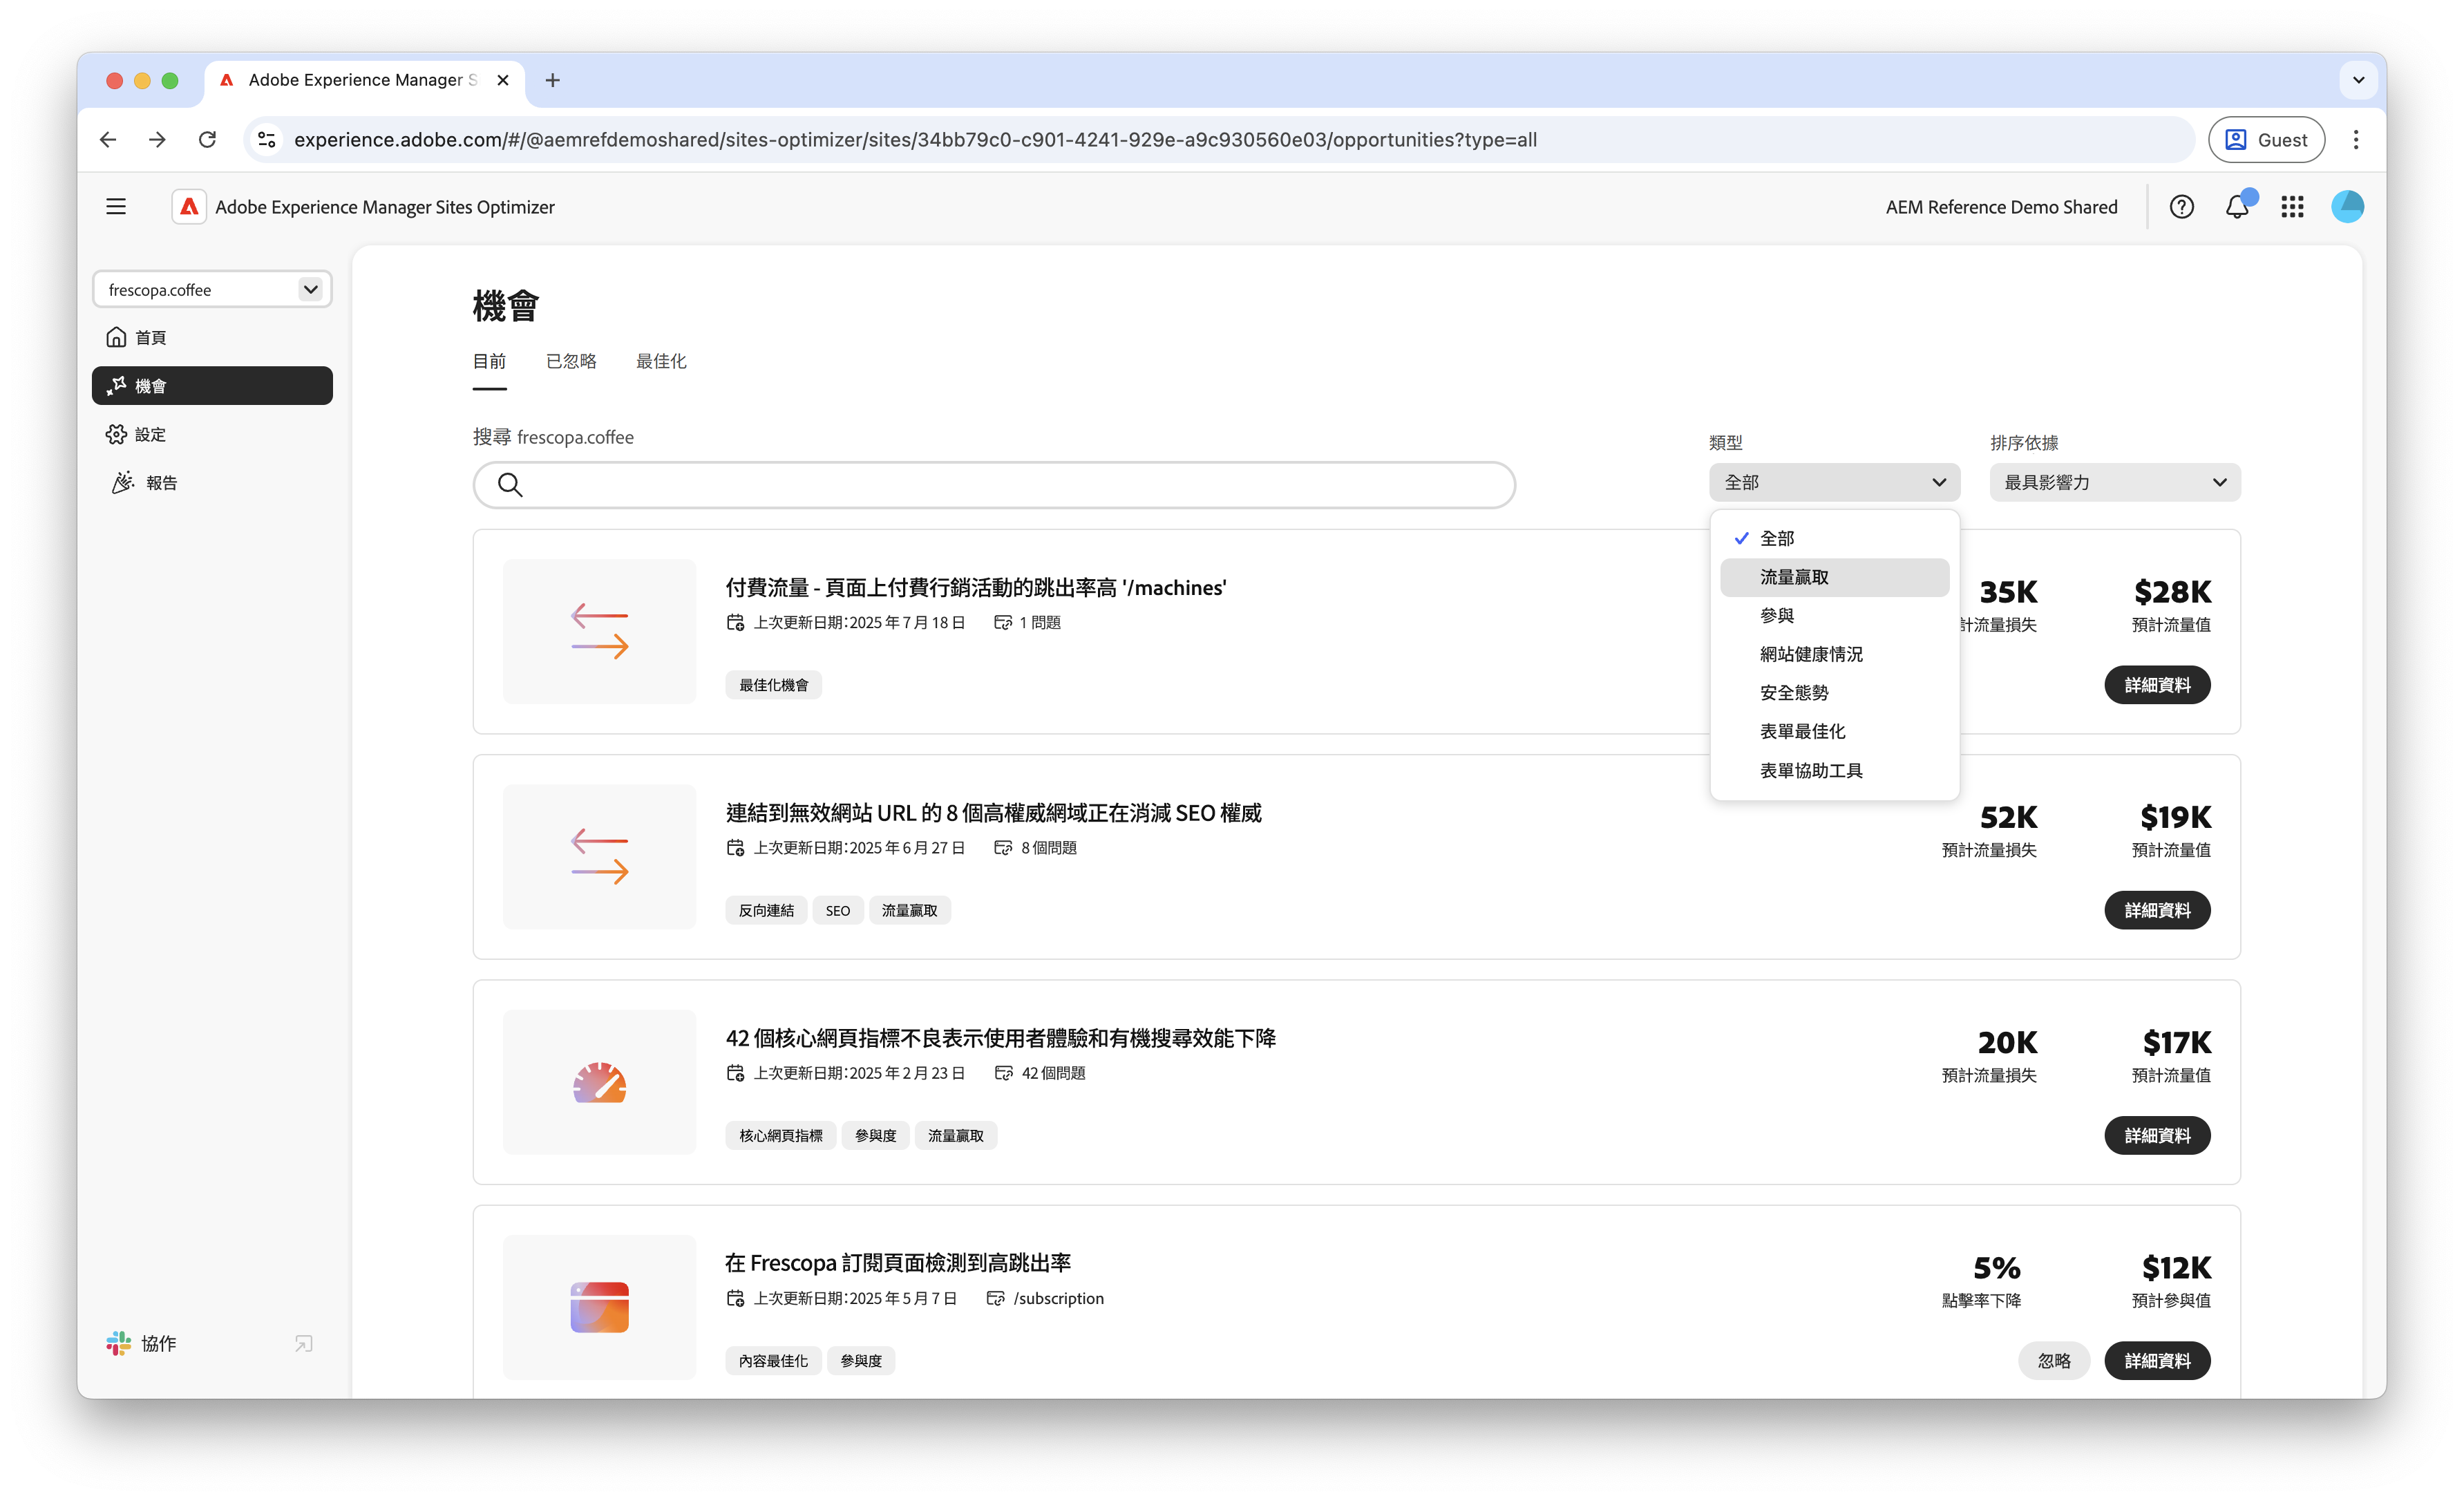 Adobe Experience Manager S
experience.adobe.com/#/@aemrefdemoshared/sites-optimizer/sites/34bb79c0-c901-4241-929e-a9c930560e03/opportunities?type=all
Guest
Adobe Experience Manager Sites Optimizer
AEM Reference Demo Shared
frescopa.coffee
首頁
機會
設定
報告
協作
機會
目前 已忽略 最佳化
搜尋 frescopa.coffee
類型
全部
排序依據
最具影響力
全部
流量贏取
參與
網站健康情況
安全態勢
表單最佳化
表單協助工具
付費流量 - 頁面上付費行銷活動的跳出率高 '/machines'
上次更新日期：2025 年 7 月 18 日 1 問題
最佳化機會
35K
計流量損失
$28K
預計流量值
詳細資料
連結到無效網站 URL 的 8 個高權威網域正在消減 SEO 權威
上次更新日期：2025 年 6 月 27 日 8 個問題
反向連結 SEO 流量贏取
52K
預計流量損失
$19K
預計流量值
詳細資料
42 個核心網頁指標不良表示使用者體驗和有機搜尋效能下降
上次更新日期：2025 年 2 月 23 日 42 個問題
核心網頁指標 參與度 流量贏取
20K
預計流量損失
$17K
預計流量值
詳細資料
在 Frescopa 訂閱頁面檢測到高跳出率
上次更新日期：2025 年 5 月 7 日 /subscription
內容最佳化 參與度
5%
點擊率下降
$12K
預計參與值
忽略 詳細資料